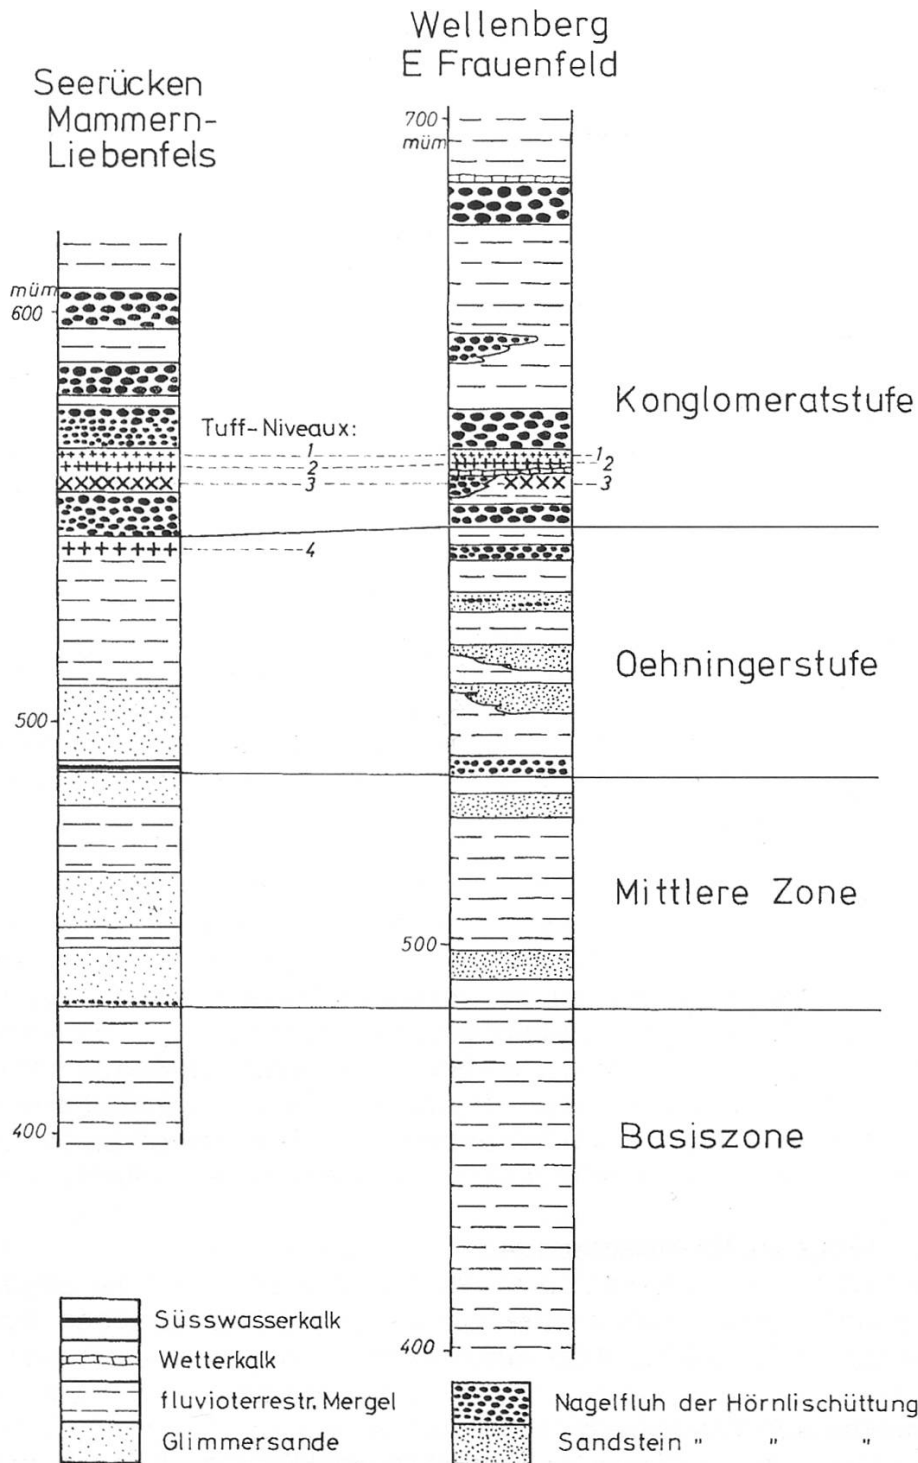 Seerücken
Mammern-
Liebenfels
Wellenberg
E Frauenfeld
müm
600
500
400
Tuff-Niveaux:
1
2
3
4
700
müm
500
400
1
2
3
Konglomeratstufe
Oehningerstufe
Mittlere Zone
Basiszone
Süsswasserkalk
Wetterkalk
fluvioterrestr. Mergel
Glimmersande
Nagelfluh der Hörnlischüttung
Sandstein " " "